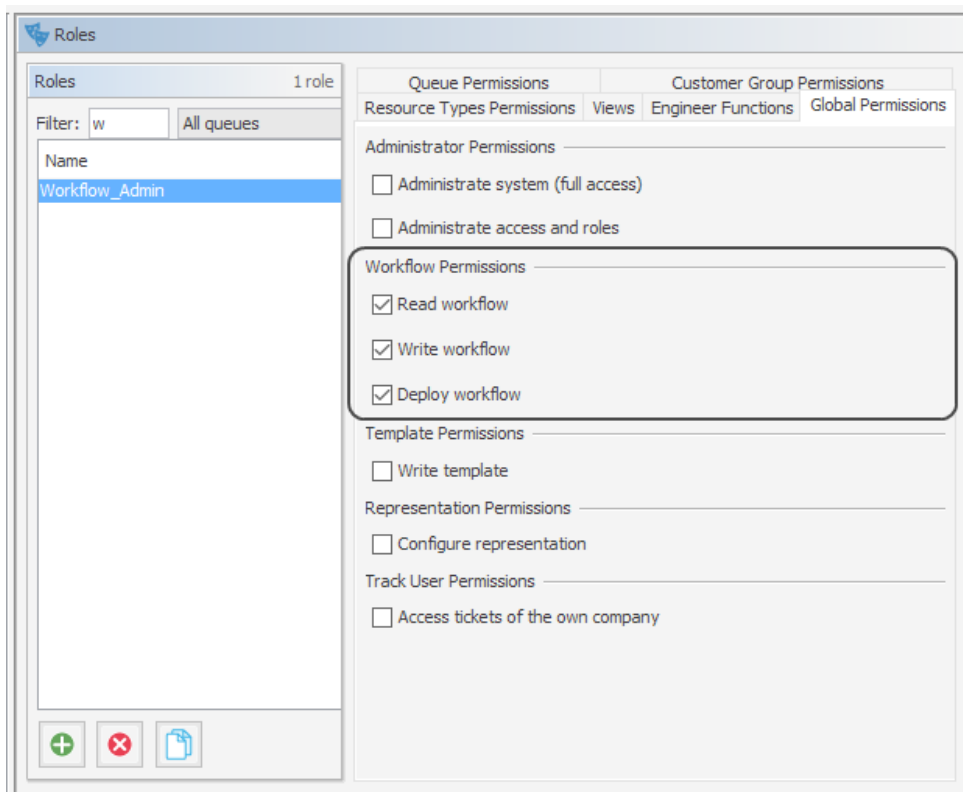 Roles
Roles 1 role
Filter: w All queues
Name
Workflow_Admin
Queue Permissions Customer Group Permissions
Resource Types Permissions Views Engineer Functions Global Permissions
Administrator Permissions
Administrate system (full access)
Administrate access and roles
Workflow Permissions
Read workflow
Write workflow
Deploy workflow
Template Permissions
Write template
Representation Permissions
Configure representation
Track User Permissions
Access tickets of the own company